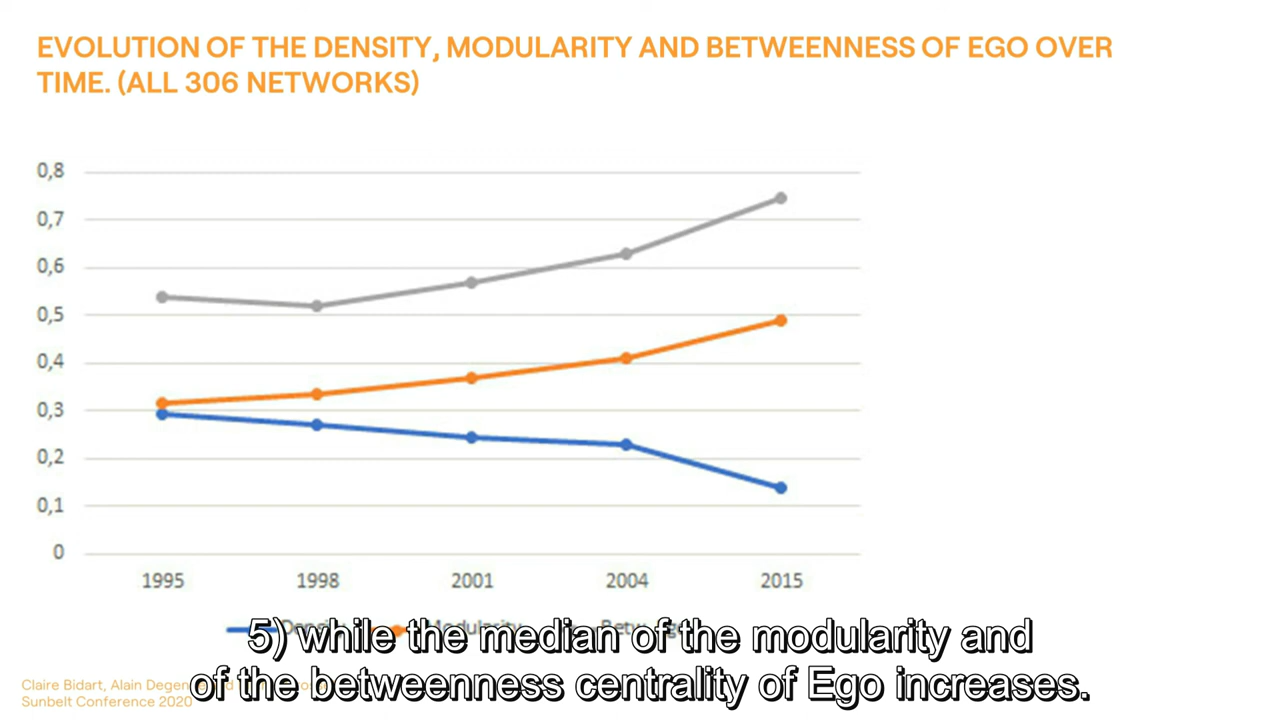 EVOLUTION OF THE DENSITY, MODULARITY AND BETWEENNESS OF EGO OVER
TIME. (ALL 306 NETWORKS)
0,8
0,7
0,6
0,5
0,4
0,3
0,2
0,1
0
1995
1998
2001
2004
2015
Density
Modularity
5) while the median of the modularity and
of the betweenness centrality of Ego increases.
Claire Bidart, Alain
Sunbelt Conference 2020